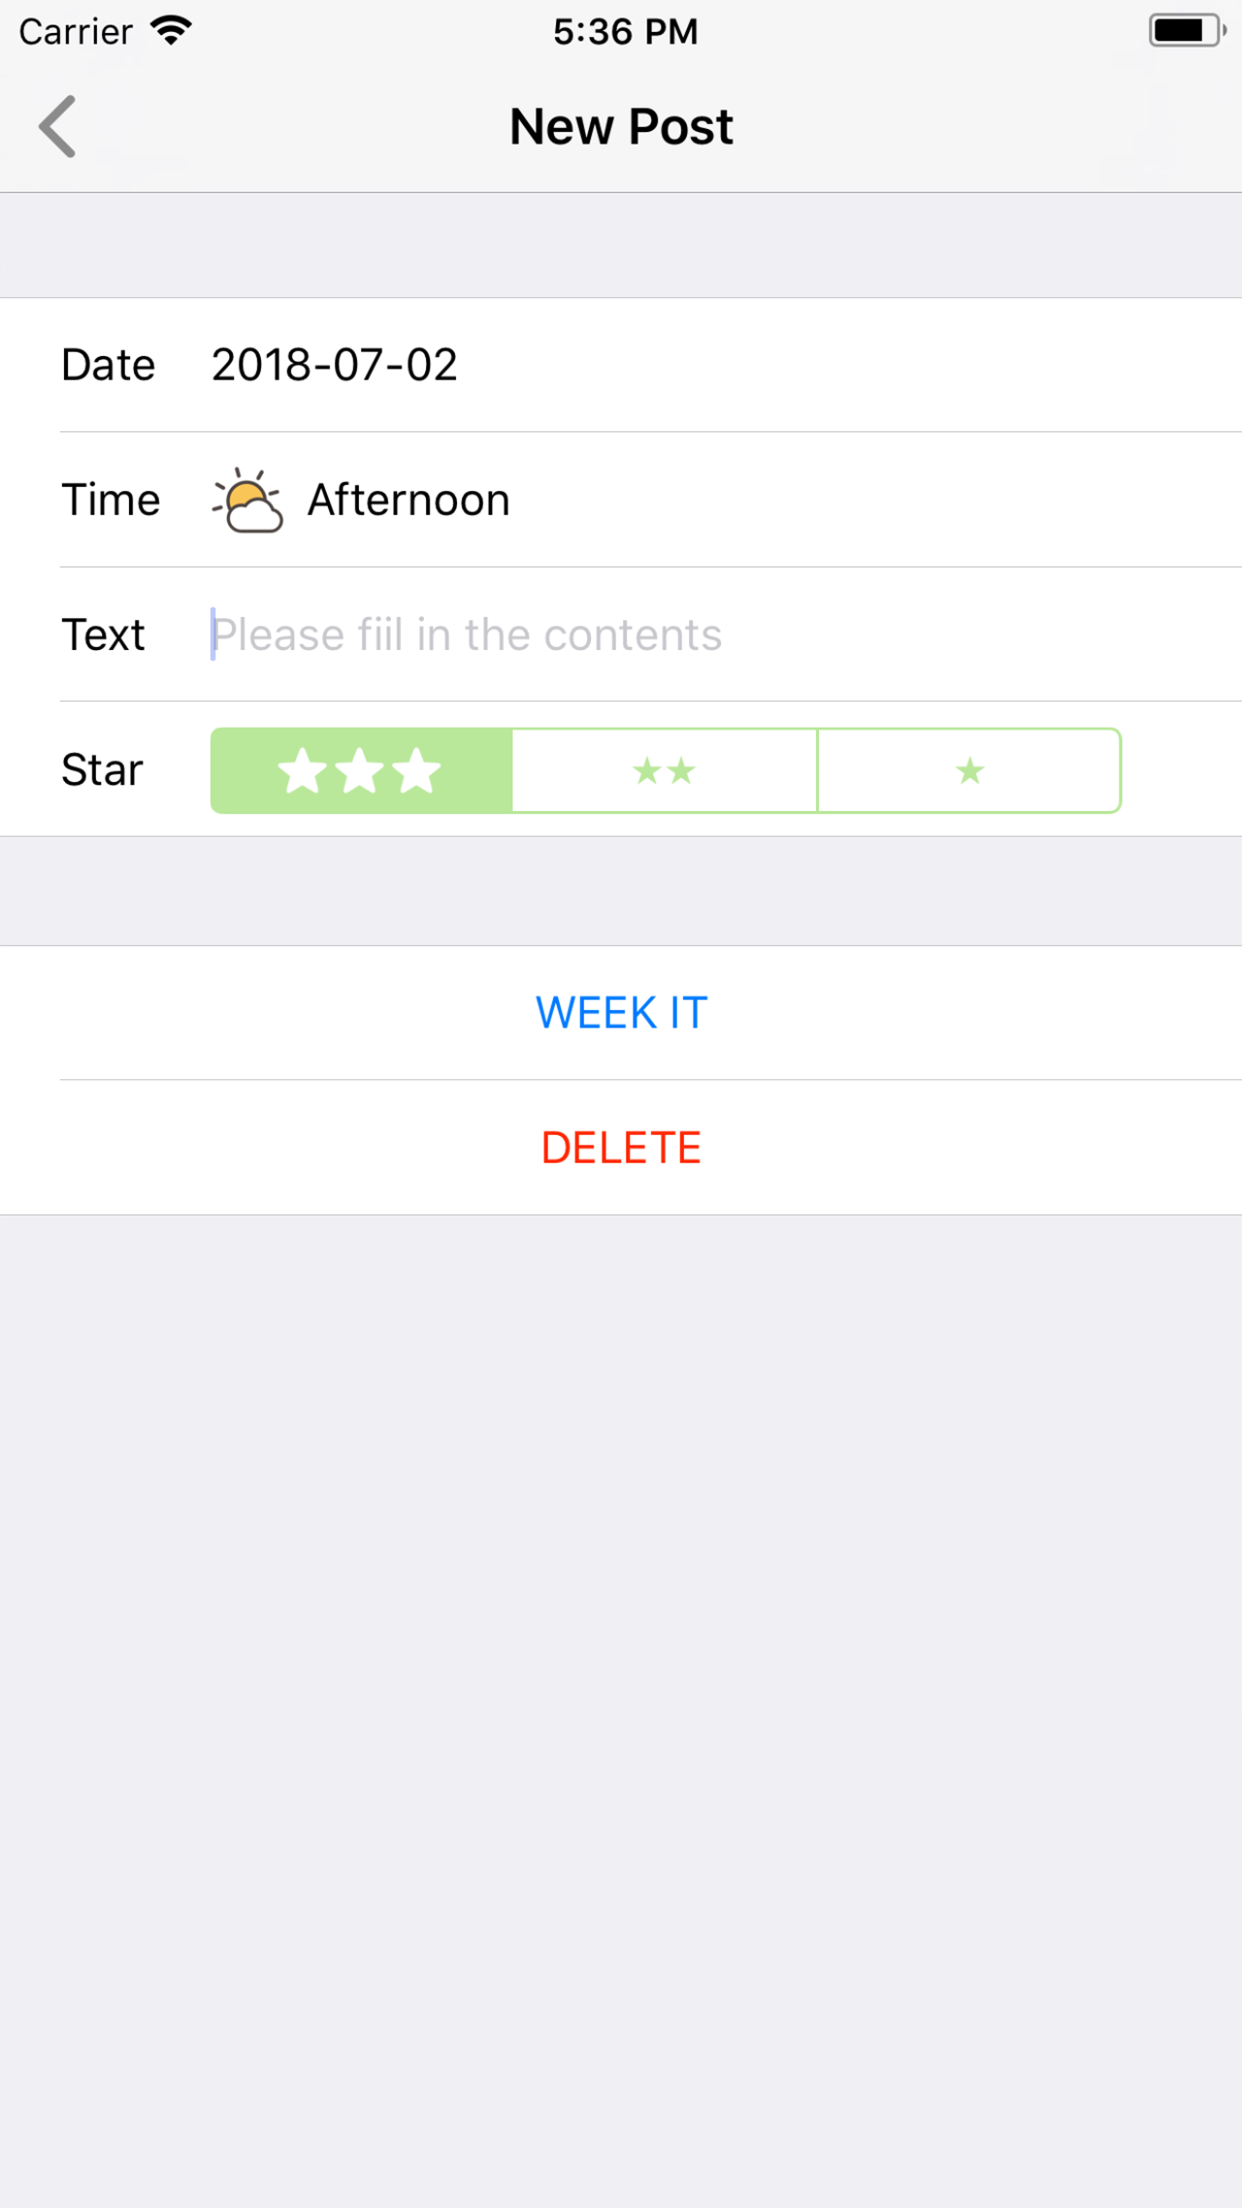 Carrier 5:36 PM
New Post
Date 2018-07-02
Time Afternoon
Text Please fiil in the contents
Star ★★★ ★★ ★
WEEK IT
DELETE